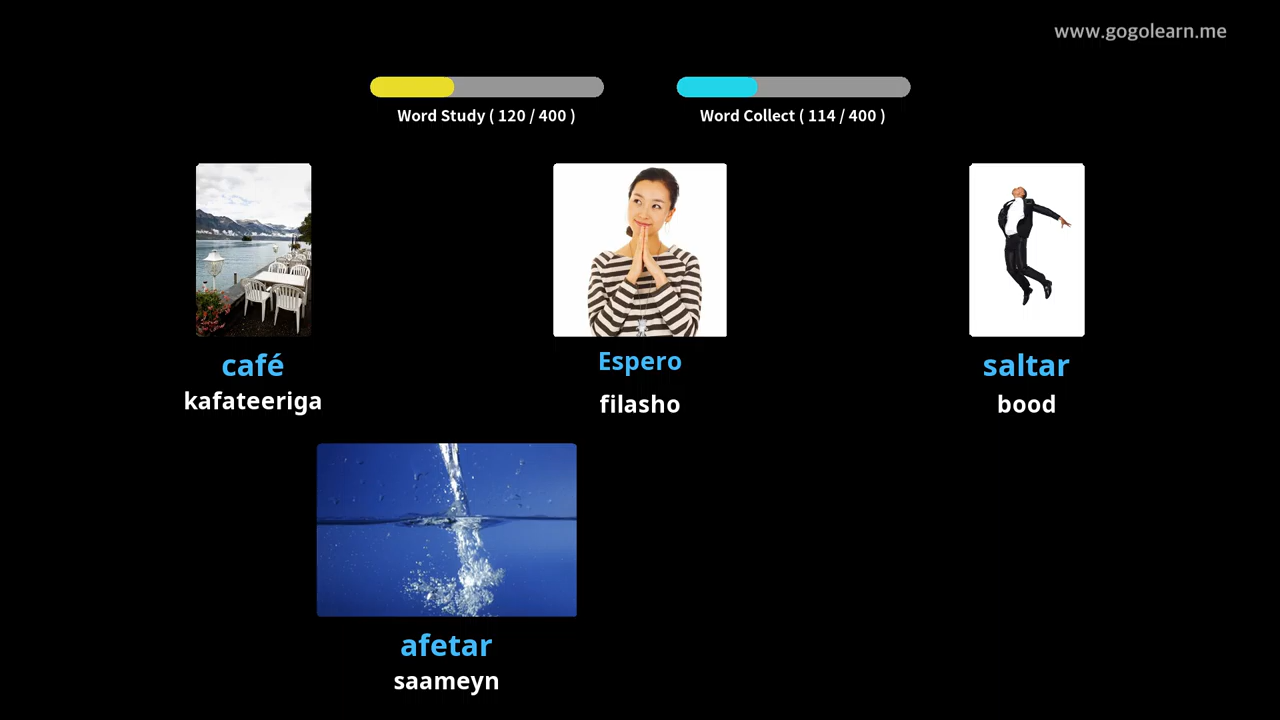 www.gogolearn.me
Word Study ( 120 / 400 )
Word Collect ( 114 / 400 )
café
kafateeriga
Espero
filasho
saltar
bood
afetar
saameyn